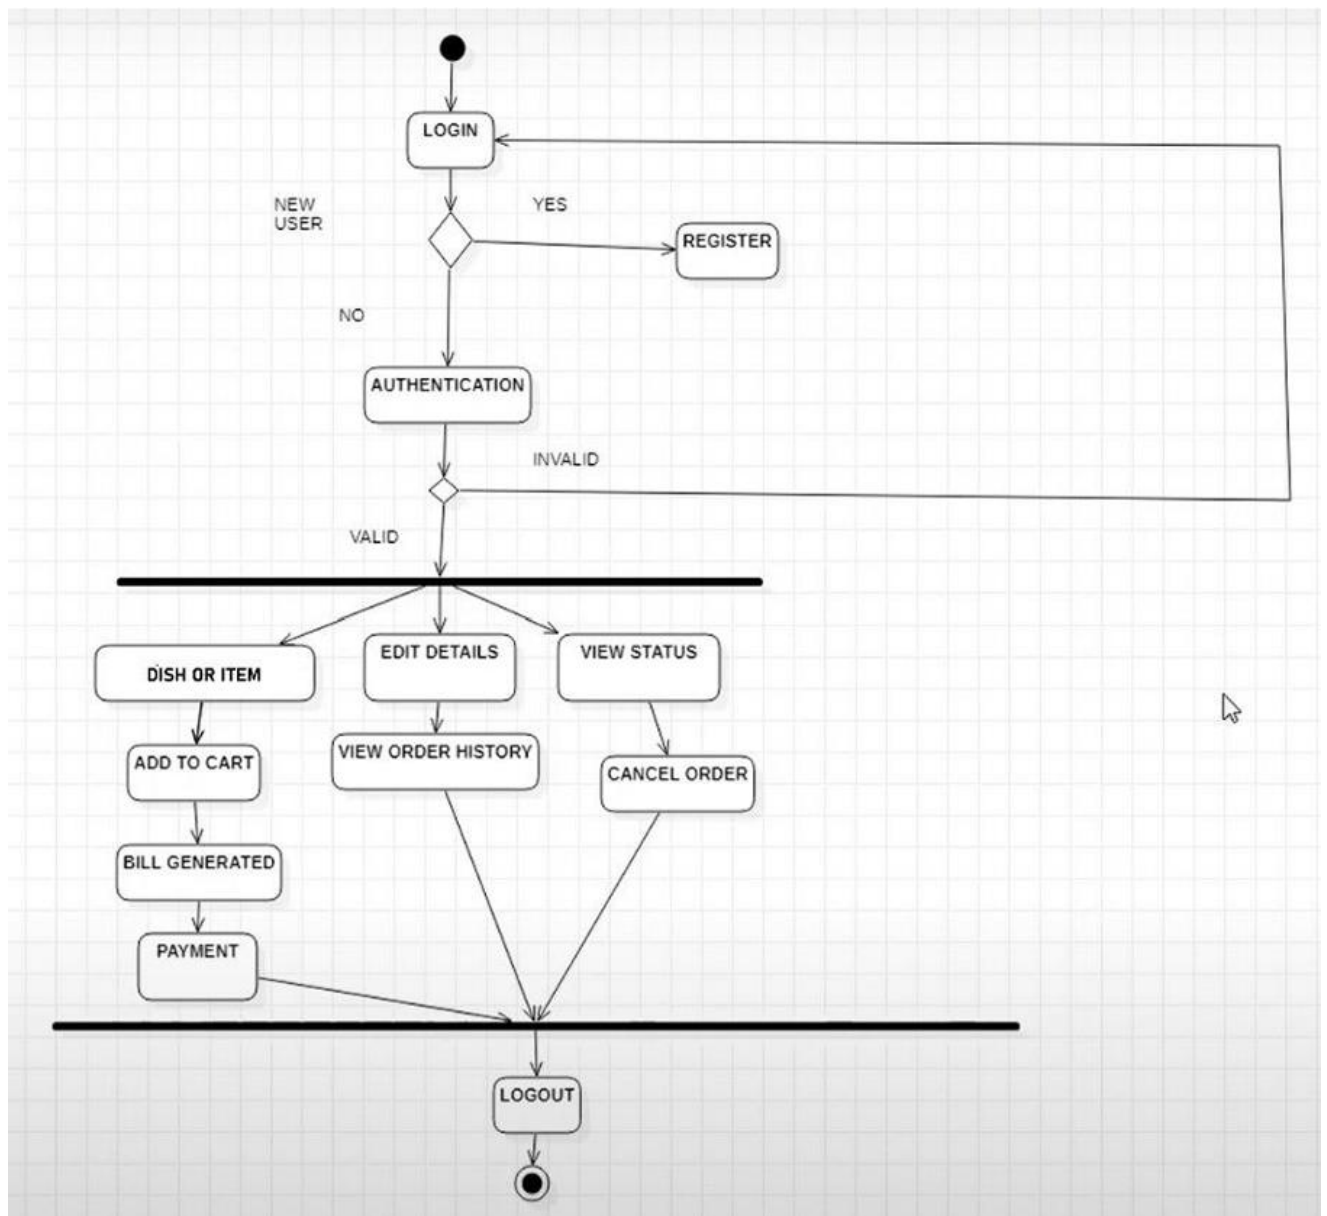 LOGIN
NEW
USER
YES
REGISTER
NO
AUTHENTICATION
INVALID
VALID
DISH OR ITEM
EDIT DETAILS
VIEW STATUS
ADD TO CART
VIEW ORDER HISTORY
CANCEL ORDER
BILL GENERATED
PAYMENT
LOGOUT